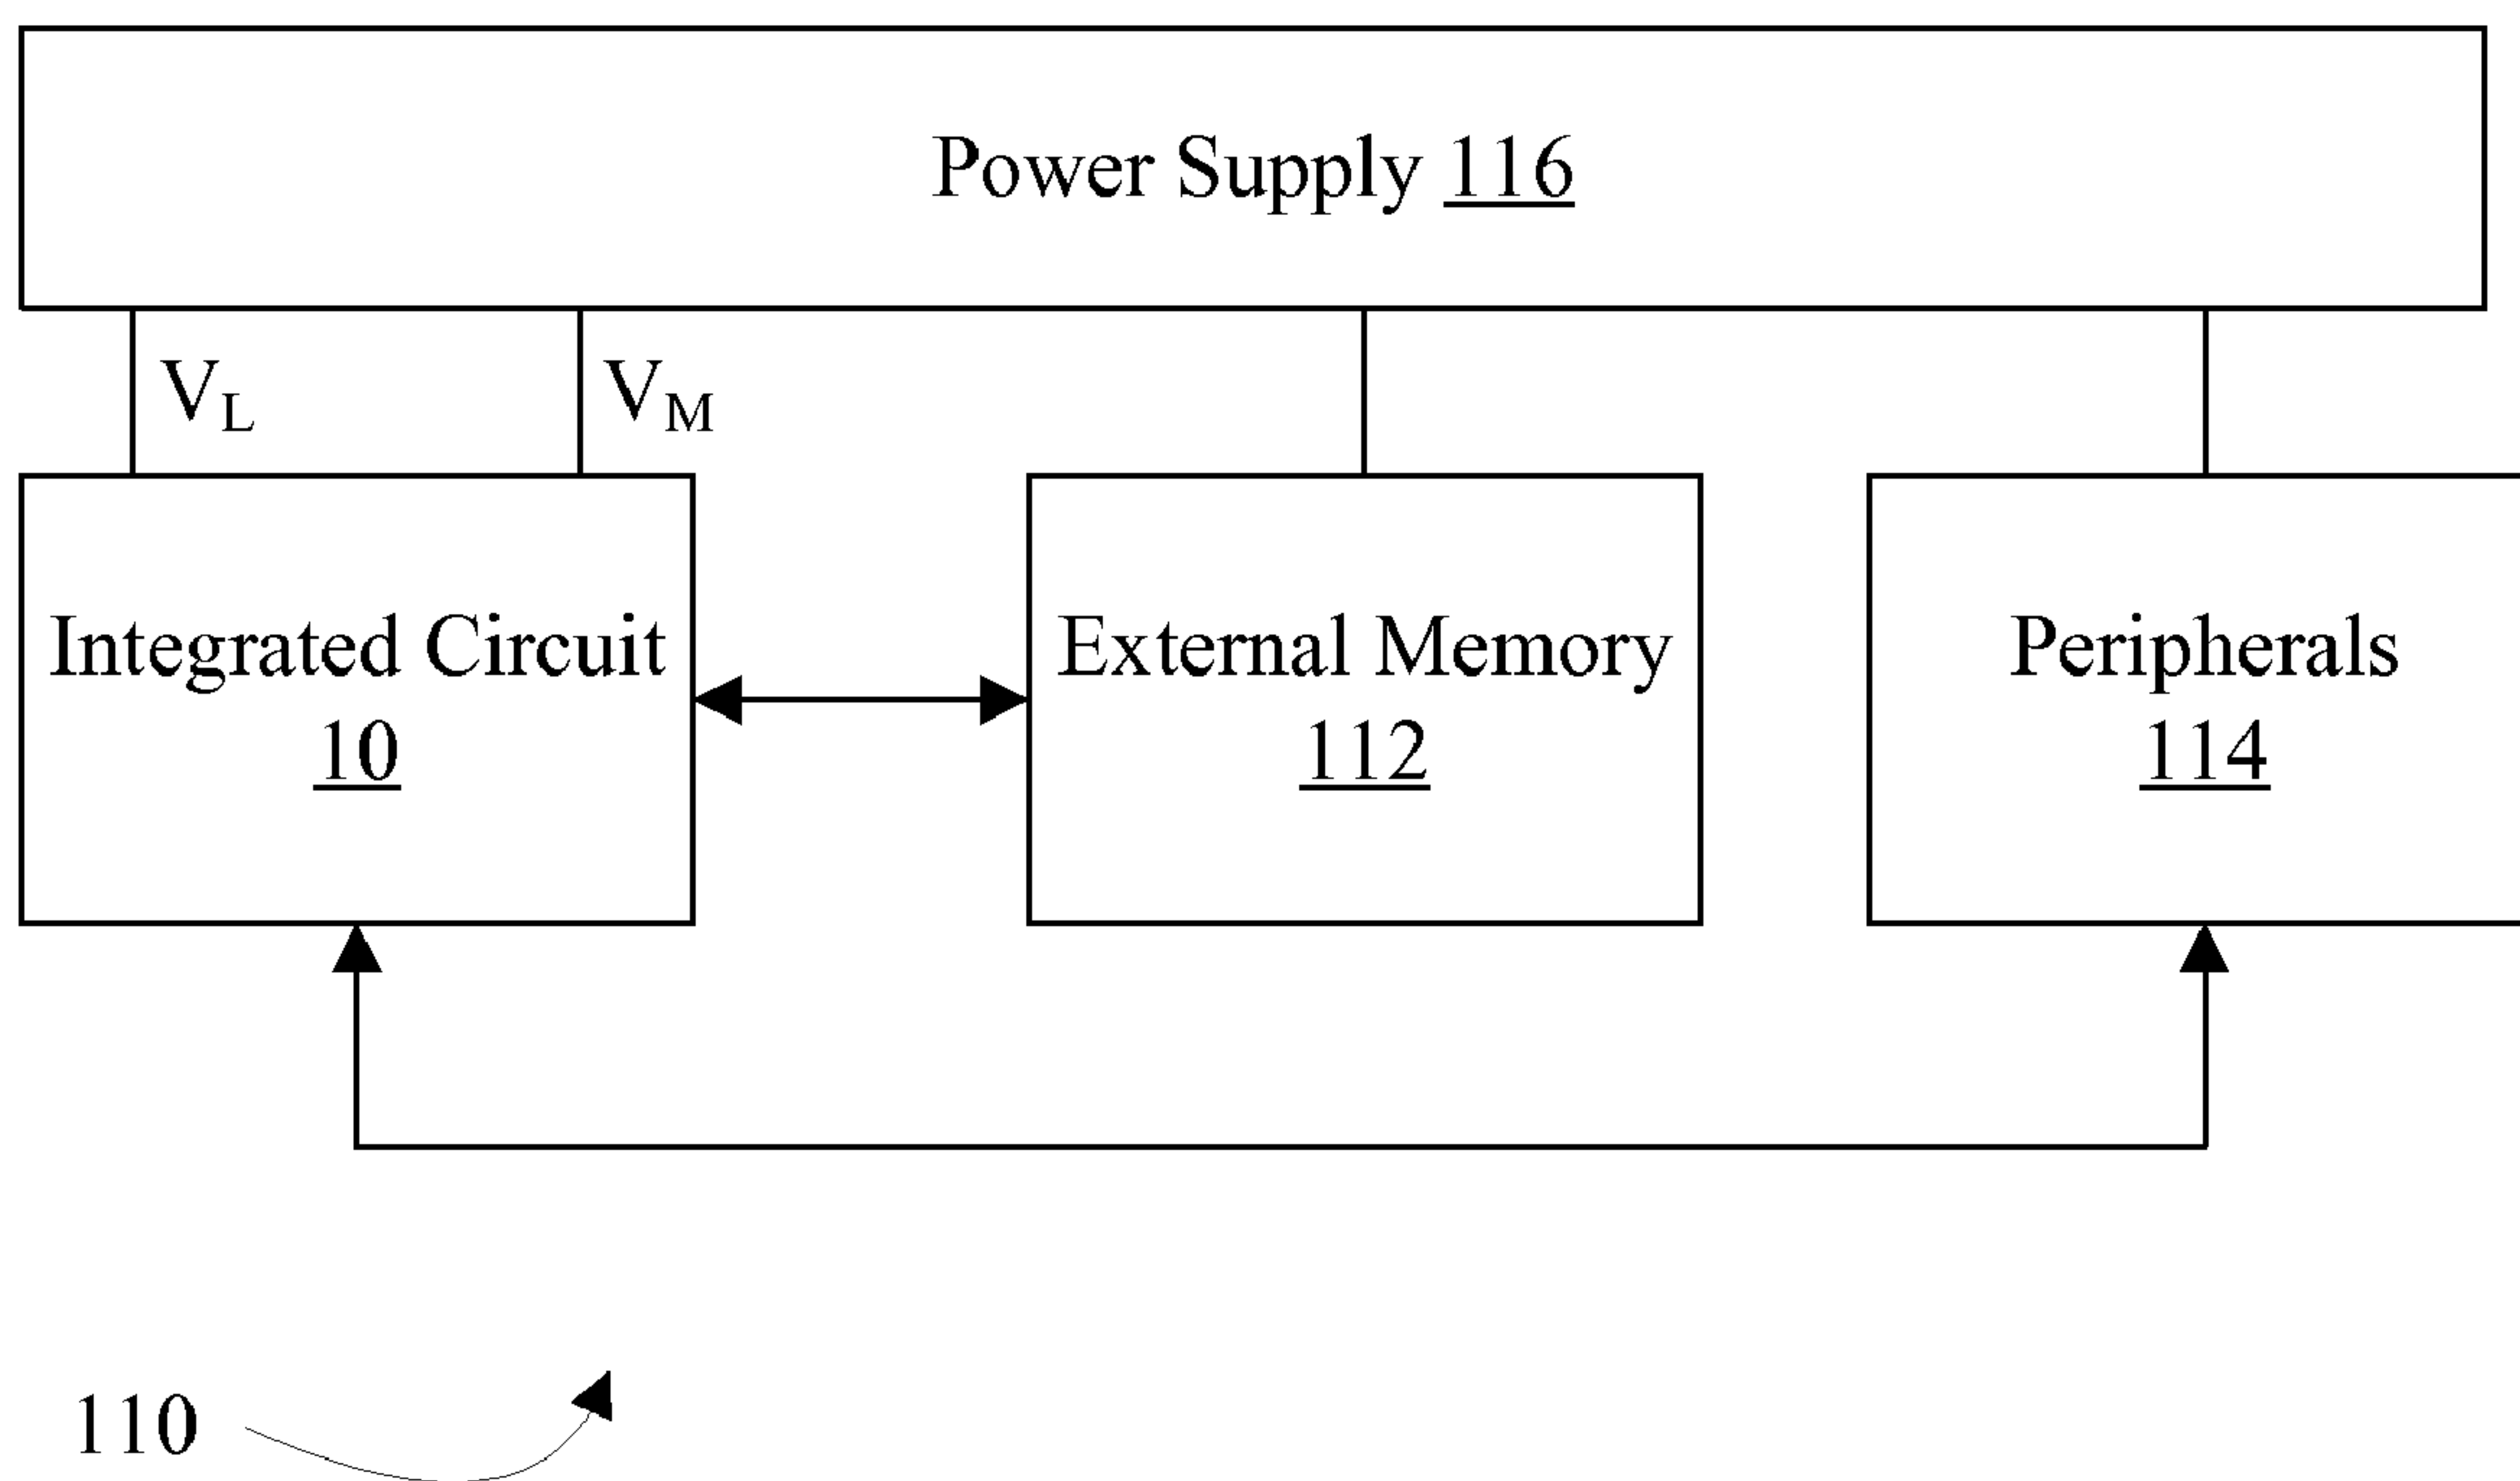 Power Supply 116
VL
VM
Integrated Circuit
10
External Memory
112
Peripherals
114
110